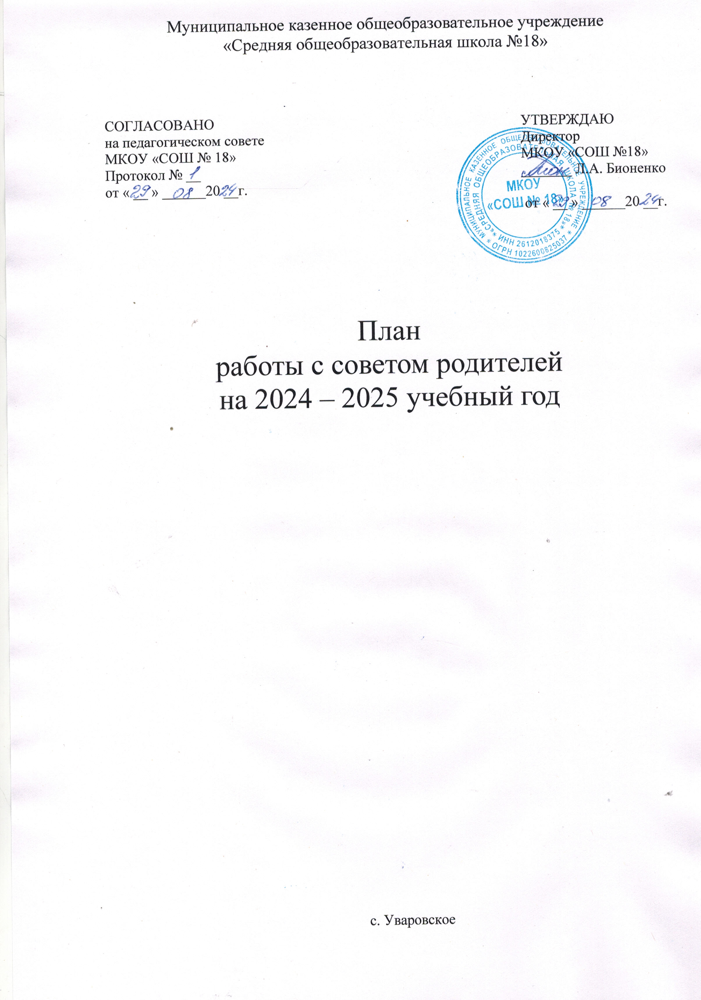 Муниципальное казенное общеобразовательное учреждение
«Средняя общеобразовательная школа №18»
СОГЛАСОВАНО
на педагогическом совете
МКОУ «СОШ № 18»
Протокол № 1
от «29» 08 2024г.
УТВЕРЖДАЮ
Директор
МКОУ «СОШ №18»
Л.А. Бионенко
от «29» 08 2024г.
* МУНИЦИПАЛЬНОЕ КАЗЕННОЕ ОБЩЕОБРАЗОВАТЕЛЬНОЕ УЧРЕЖДЕНИЕ * ОГРН 1022600825037
* «СРЕДНЯЯ ОБЩЕОБРАЗОВАТЕЛЬНАЯ ШКОЛА № 18» * ИНН 2612018375
МКОУ
«СОШ № 18»
План
работы с советом родителей
на 2024 – 2025 учебный год
с. Уваровское